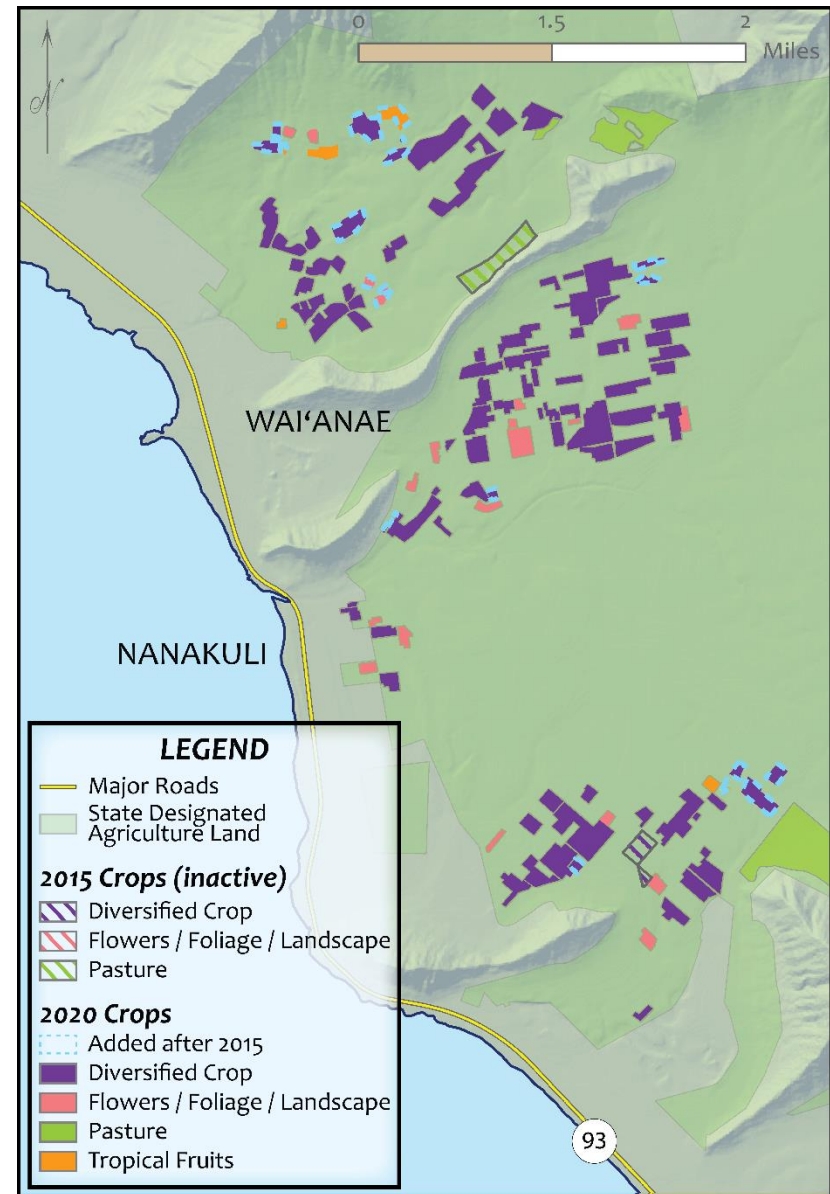 0 1.5 2
Miles
N
WAIʻANAE
NANAKULI
LEGEND
Major Roads
State Designated
Agriculture Land
2015 Crops (inactive)
Diversified Crop
Flowers / Foliage / Landscape
Pasture
2020 Crops
Added after 2015
Diversified Crop
Flowers / Foliage / Landscape
Pasture
Tropical Fruits
93